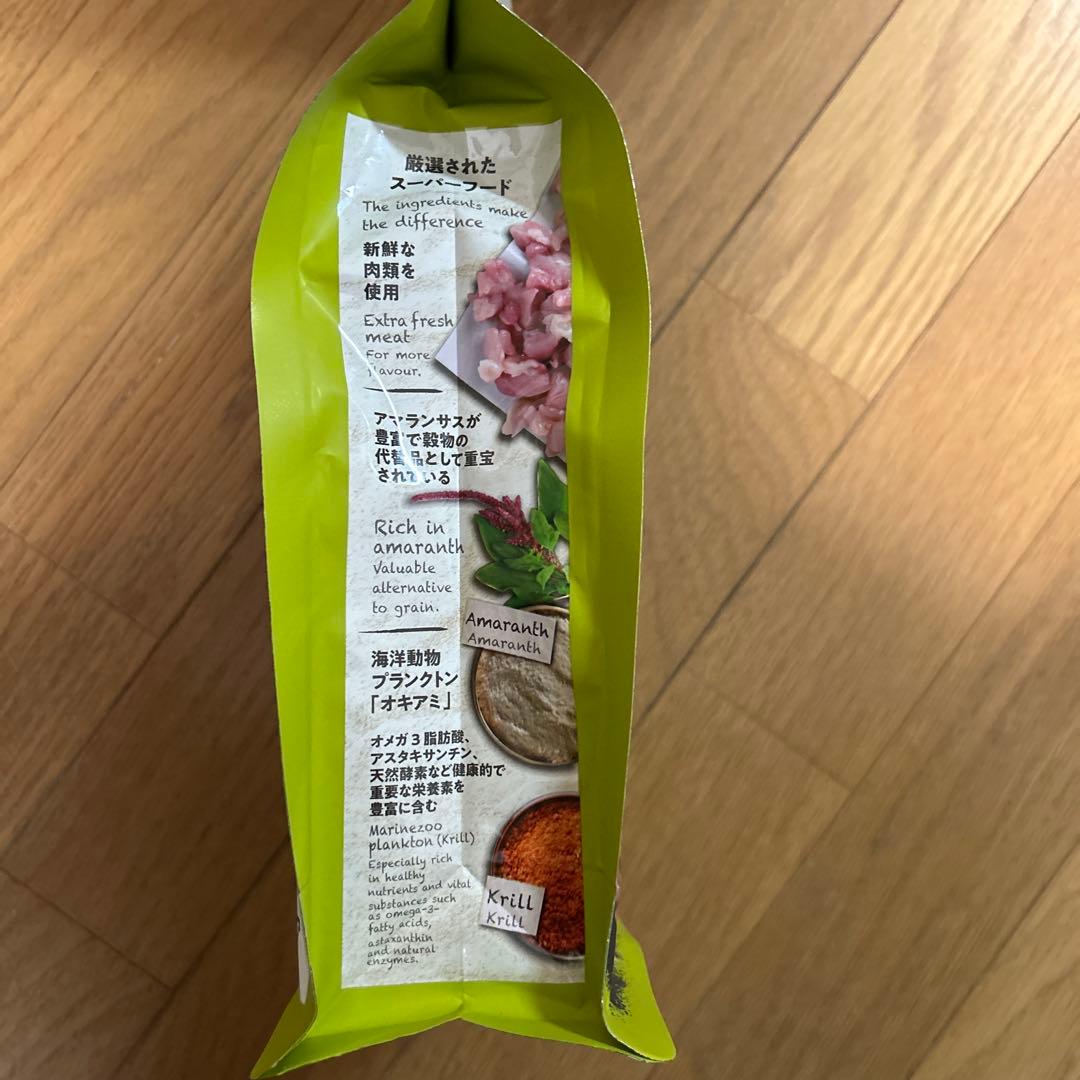 厳選された
スーパーフード
The ingredients make
the difference
新鮮な
肉類を
使用
Extra fresh
meat
For more
flavour.
アマランサスが
豊富で穀物の
代替品として重宝
されている
Rich in
amaranth
Valuable
alternative
to grain.
Amaranth
Amaranth
海洋動物
プランクトン
「オキアミ」
オメガ3脂肪酸、
アスタキサンチン、
天然酵素など健康的で
重要な栄養素を
豊富に含む
Marinezoo
plankton (Krill)
Especially rich
in healthy
nutrients and vital
substances such
as omega-3-
fatty acids,
astaxanthin
and natural
enzymes.
Krill
Krill